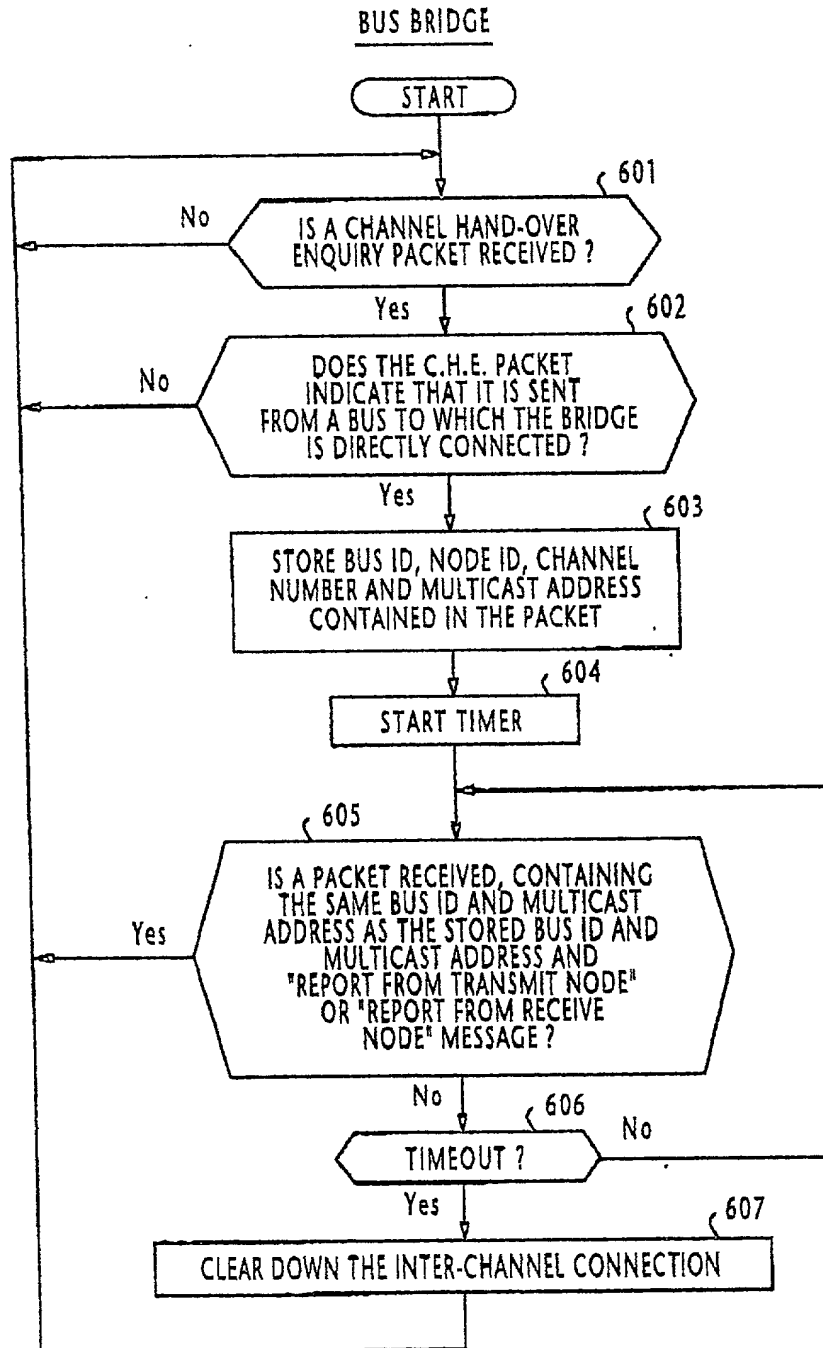 BUS BRIDGE
START
601
No
IS A CHANNEL HAND-OVER
ENQUIRY PACKET RECEIVED ?
Yes
602
No
DOES THE C.H.E. PACKET
INDICATE THAT IT IS SENT
FROM A BUS TO WHICH THE BRIDGE
IS DIRECTLY CONNECTED ?
Yes
603
STORE BUS ID, NODE ID, CHANNEL
NUMBER AND MULTICAST ADDRESS
CONTAINED IN THE PACKET
604
START TIMER
605
IS A PACKET RECEIVED, CONTAINING
THE SAME BUS ID AND MULTICAST
ADDRESS AS THE STORED BUS ID AND
MULTICAST ADDRESS AND
"REPORT FROM TRANSMIT NODE"
OR "REPORT FROM RECEIVE
NODE" MESSAGE ?
Yes
No
606
TIMEOUT ?
No
Yes
607
CLEAR DOWN THE INTER-CHANNEL CONNECTION